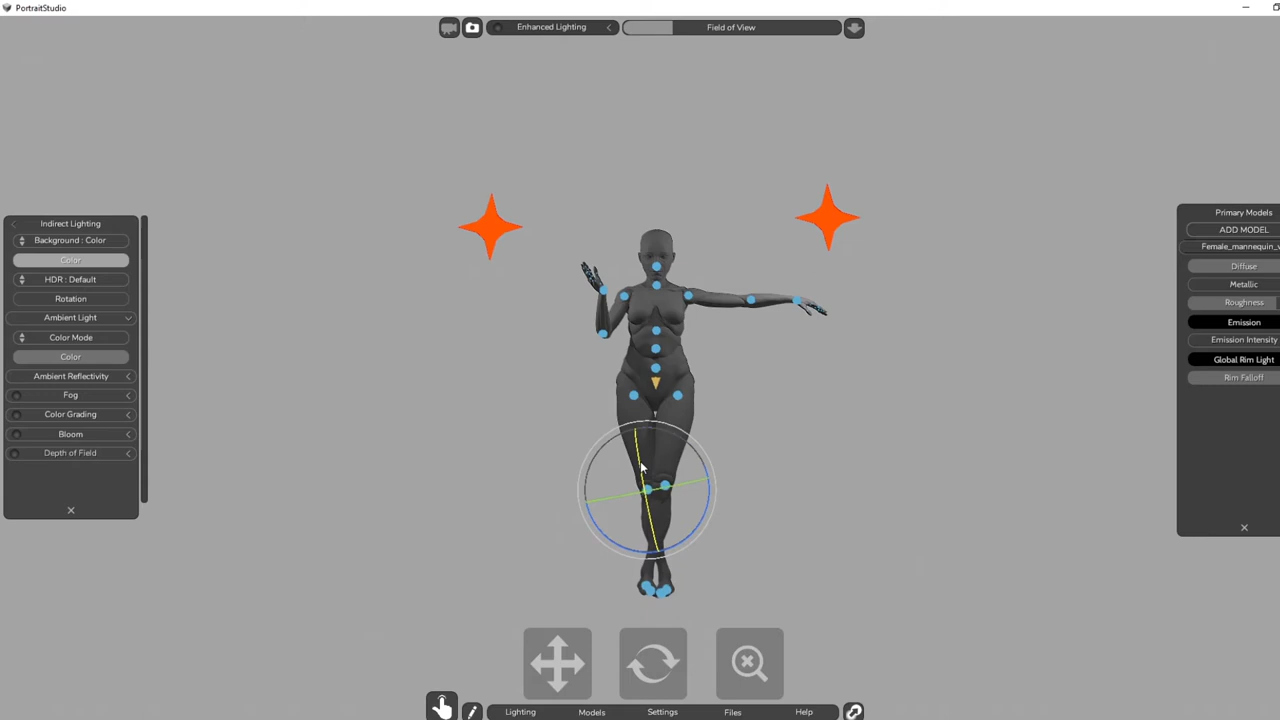 PortraitStudio
Enhanced Lighting
Field of View
Indirect Lighting
Background : Color
Color
HDR : Default
Rotation
Ambient Light
Color Mode
Color
Ambient Reflectivity
Fog
Color Grading
Bloom
Depth of Field
Primary Models
ADD MODEL
Female_mannequin_v
Diffuse
Metallic
Roughness
Emission
Emission Intensity
Global Rim Light
Rim Falloff
Lighting
Models
Settings
Files
Help